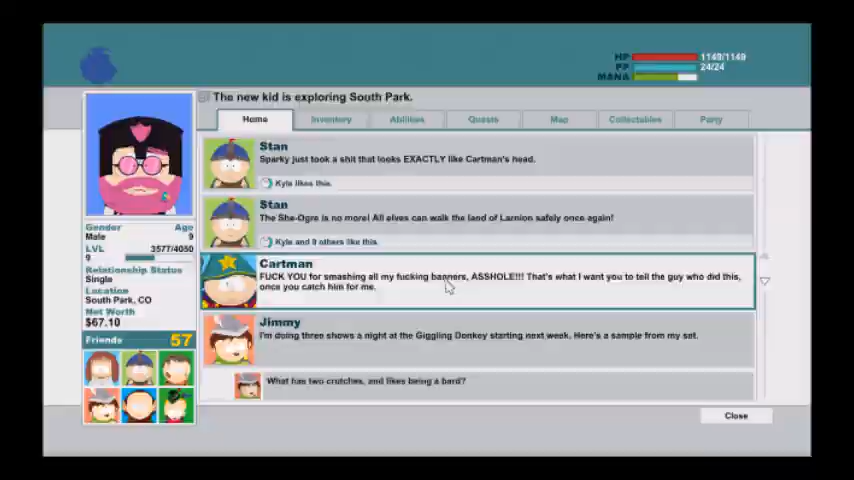 HP 1149/1149
PP 24/24
MANA
The new kid is exploring South Park.
Home Inventory Abilities Quests Map Collectables Party
Stan
Sparky just took a shit that looks EXACTLY like Cartman's head.
Kyle likes this.
Stan
The She-Ogre is no more! All elves can walk the land of Larnion safely once again!
Kyle and 9 others like this
Cartman
FUCK YOU for smashing all my fucking banners, ASSHOLE!!! That's what I want you to tell the guy who did this,
once you catch him for me.
Jimmy
I'm doing three shows a night at the Giggling Donkey starting next week. Here's a sample from my set.
What has two crutches, and likes being a bard?
Close
Gender Age
Male 9
LVL 3577/4050
9
Relationship Status
Single
Location
South Park, CO
Net Worth
$67.10
Friends 57